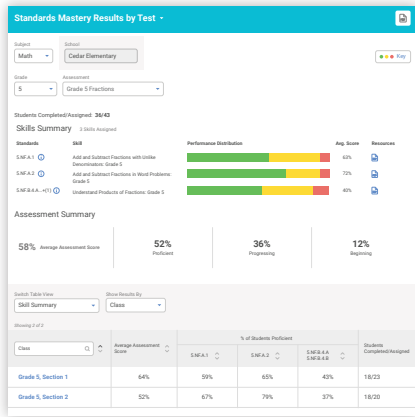 Standards Mastery Results by Test
Subject
School
Math
Cedar Elementary
Key
Grade
Assessment
5
Grade 5 Fractions
Students Completed/Assigned: 36/43
Skills Summary 3 Skills Assigned
Standards Skill Performance Distribution Avg. Score Resources
5.NF.A.1 Add and Subtract Fractions with Unlike Denominators: Grade 5 63%
5.NF.A.2 Add and Subtract Fractions in Word Problems: Grade 5 72%
5.NF.B.4.A...+(1) Understand Products of Fractions: Grade 5 40%
Assessment Summary
58% Average Assessment Score
52%
Proficient
36%
Progressing
12%
Beginning
Switch Table View
Show Results By
Skill Summary
Class
Showing 2 of 2
% of Students Proficient
Class
Average Assessment Score
5.NF.A.1
5.NF.A.2
5.NF.B.4.A
5.NF.B.4.B
Students Completed/Assigned
Grade 5, Section 1 64% 59% 65% 43% 18/23
Grade 5, Section 2 52% 67% 79% 37% 18/20